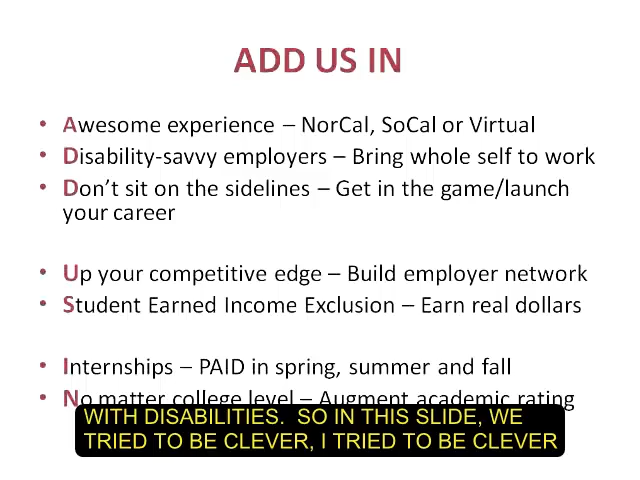 ADD US IN
• Awesome experience – NorCal, SoCal or Virtual
• Disability-savvy employers – Bring whole self to work
• Don't sit on the sidelines – Get in the game/launch
your career
• Up your competitive edge – Build employer network
• Student Earned Income Exclusion – Earn real dollars
• Internships – PAID in spring, summer and fall
• No matter college level – Augment academic rating
WITH DISABILITIES. SO IN THIS SLIDE, WE
TRIED TO BE CLEVER, I TRIED TO BE CLEVER